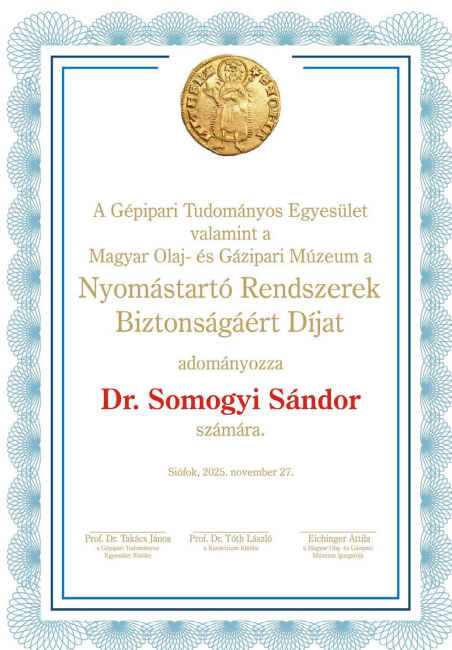 A Gépipari Tudományos Egyesület
valamint a
Magyar Olaj- és Gázipari Múzeum a
Nyomástartó Rendszerek
Biztonságáért Díjat
adományozza
Dr. Somogyi Sándor
számára.
Siófok, 2025. november 27.
Prof. Dr. Takács János
a Gépipari Tudományos
Egyesület Elnöke
Prof. Dr. Tóth László
a Kuratórium Elnöke
Eichinger Attila
a Magyar Olaj- és Gázipari
Múzeum igazgatója